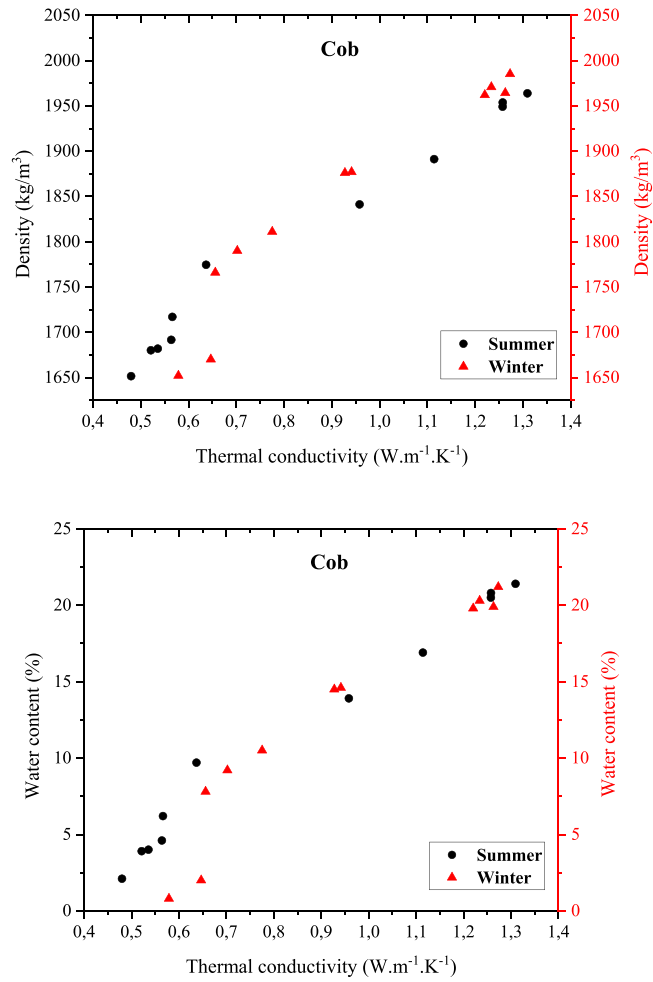 Cob
2050
2000
1950
1900
1850
1800
1750
1700
1650
Density (kg/m³)
2050
2000
1950
1900
1850
1800
1750
1700
1650
Density (kg/m³)
Summer
Winter
0,4 0,5 0,6 0,7 0,8 0,9 1,0 1,1 1,2 1,3 1,4
Thermal conductivity (W.m⁻¹.K⁻¹)
Cob
25
20
15
10
5
0
Water content (%)
25
20
15
10
5
0
Water content (%)
Summer
Winter
0,4 0,5 0,6 0,7 0,8 0,9 1,0 1,1 1,2 1,3 1,4
Thermal conductivity (W.m⁻¹.K⁻¹)